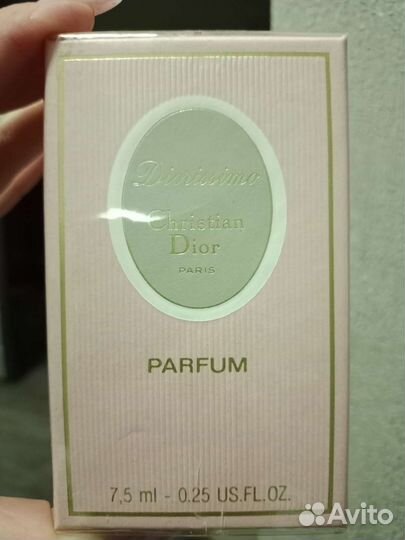 Diorissimo
Christian
Dior
PARIS
PARFUM
7,5 ml - 0.25 US.FL.OZ.
Avito